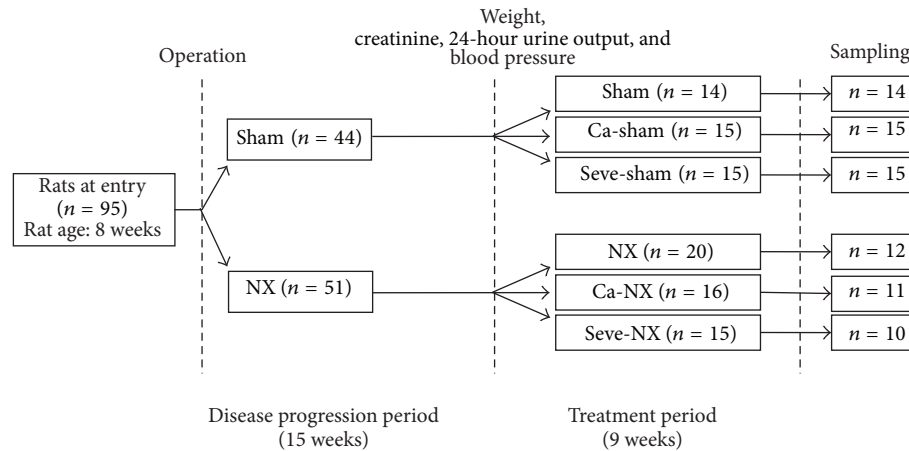 Weight,
creatinine, 24-hour urine output, and
blood pressure
Operation
Sampling
Rats at entry
(n = 95)
Rat age: 8 weeks
Sham (n = 44)
NX (n = 51)
Sham (n = 14)
Ca-sham (n = 15)
Seve-sham (n = 15)
NX (n = 20)
Ca-NX (n = 16)
Seve-NX (n = 15)
n = 14
n = 15
n = 15
n = 12
n = 11
n = 10
Disease progression period
(15 weeks)
Treatment period
(9 weeks)